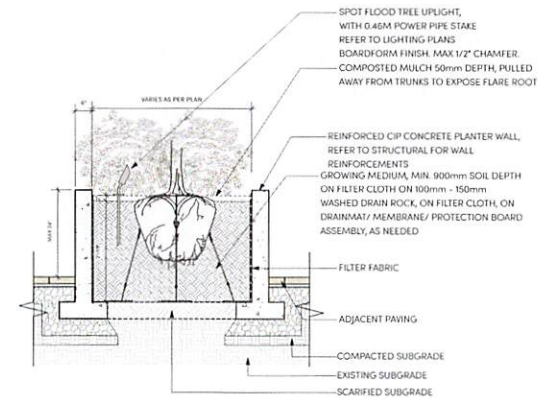 SPOT FLOOD TREE UPLIGHT,
WITH 0.46M POWER PIPE STAKE
REFER TO LIGHTING PLANS
BOARDFORM FINISH. MAX 1/2" CHAMFER.
COMPOSTED MULCH 50mm DEPTH, PULLED
AWAY FROM TRUNKS TO EXPOSE FLARE ROOT
6"
VARIES AS PER PLAN
REINFORCED CIP CONCRETE PLANTER WALL,
REFER TO STRUCTURAL FOR WALL
REINFORCEMENTS
GROWING MEDIUM, MIN. 900mm SOIL DEPTH
ON FILTER CLOTH ON 100mm - 150mm
WASHED DRAIN ROCK, ON FILTER CLOTH, ON
DRAINMAT/ MEMBRANE/ PROTECTION BOARD
ASSEMBLY, AS NEEDED
FILTER FABRIC
ADJACENT PAVING
COMPACTED SUBGRADE
EXISTING SUBGRADE
SCARIFIED SUBGRADE